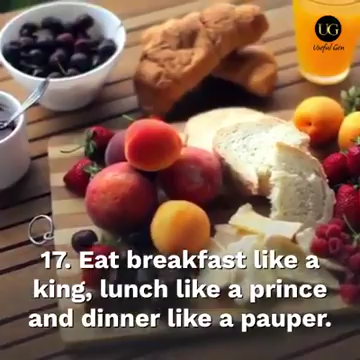 UG
Useful Gen
17. Eat breakfast like a
king, lunch like a prince
and dinner like a pauper.